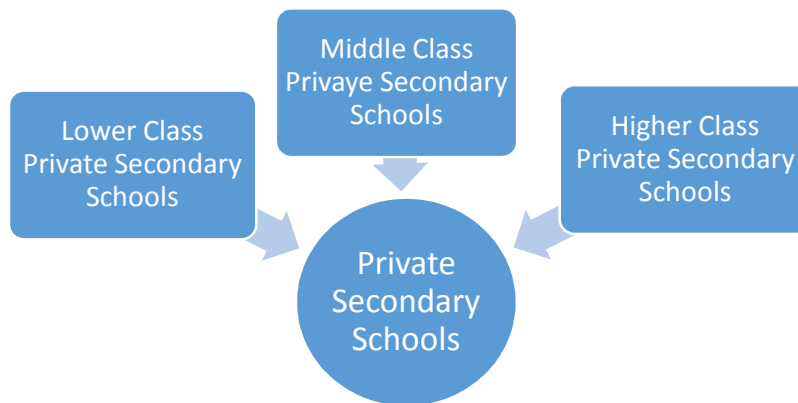 Lower Class
Private Secondary
Schools
Middle Class
Privaye Secondary
Schools
Higher Class
Private Secondary
Schools
Private
Secondary
Schools